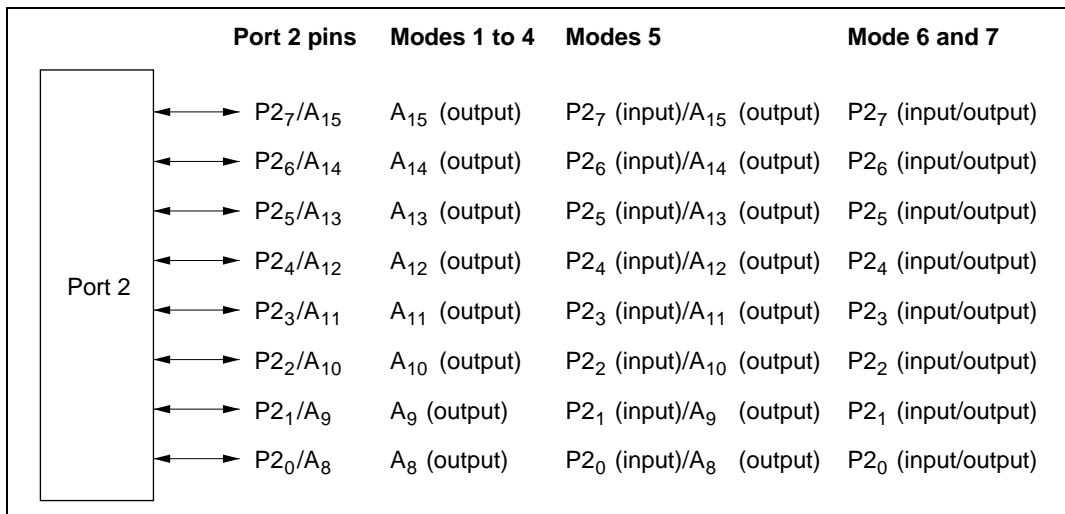 Port 2 pins Modes 1 to 4 Modes 5 Mode 6 and 7
P2₇/A₁₅ A₁₅ (output) P2₇ (input)/A₁₅ (output) P2₇ (input/output)
P2₆/A₁₄ A₁₄ (output) P2₆ (input)/A₁₄ (output) P2₆ (input/output)
P2₅/A₁₃ A₁₃ (output) P2₅ (input)/A₁₃ (output) P2₅ (input/output)
P2₄/A₁₂ A₁₂ (output) P2₄ (input)/A₁₂ (output) P2₄ (input/output)
Port 2
P2₃/A₁₁ A₁₁ (output) P2₃ (input)/A₁₁ (output) P2₃ (input/output)
P2₂/A₁₀ A₁₀ (output) P2₂ (input)/A₁₀ (output) P2₂ (input/output)
P2₁/A₉ A₉ (output) P2₁ (input)/A₉ (output) P2₁ (input/output)
P2₀/A₈ A₈ (output) P2₀ (input)/A₈ (output) P2₀ (input/output)